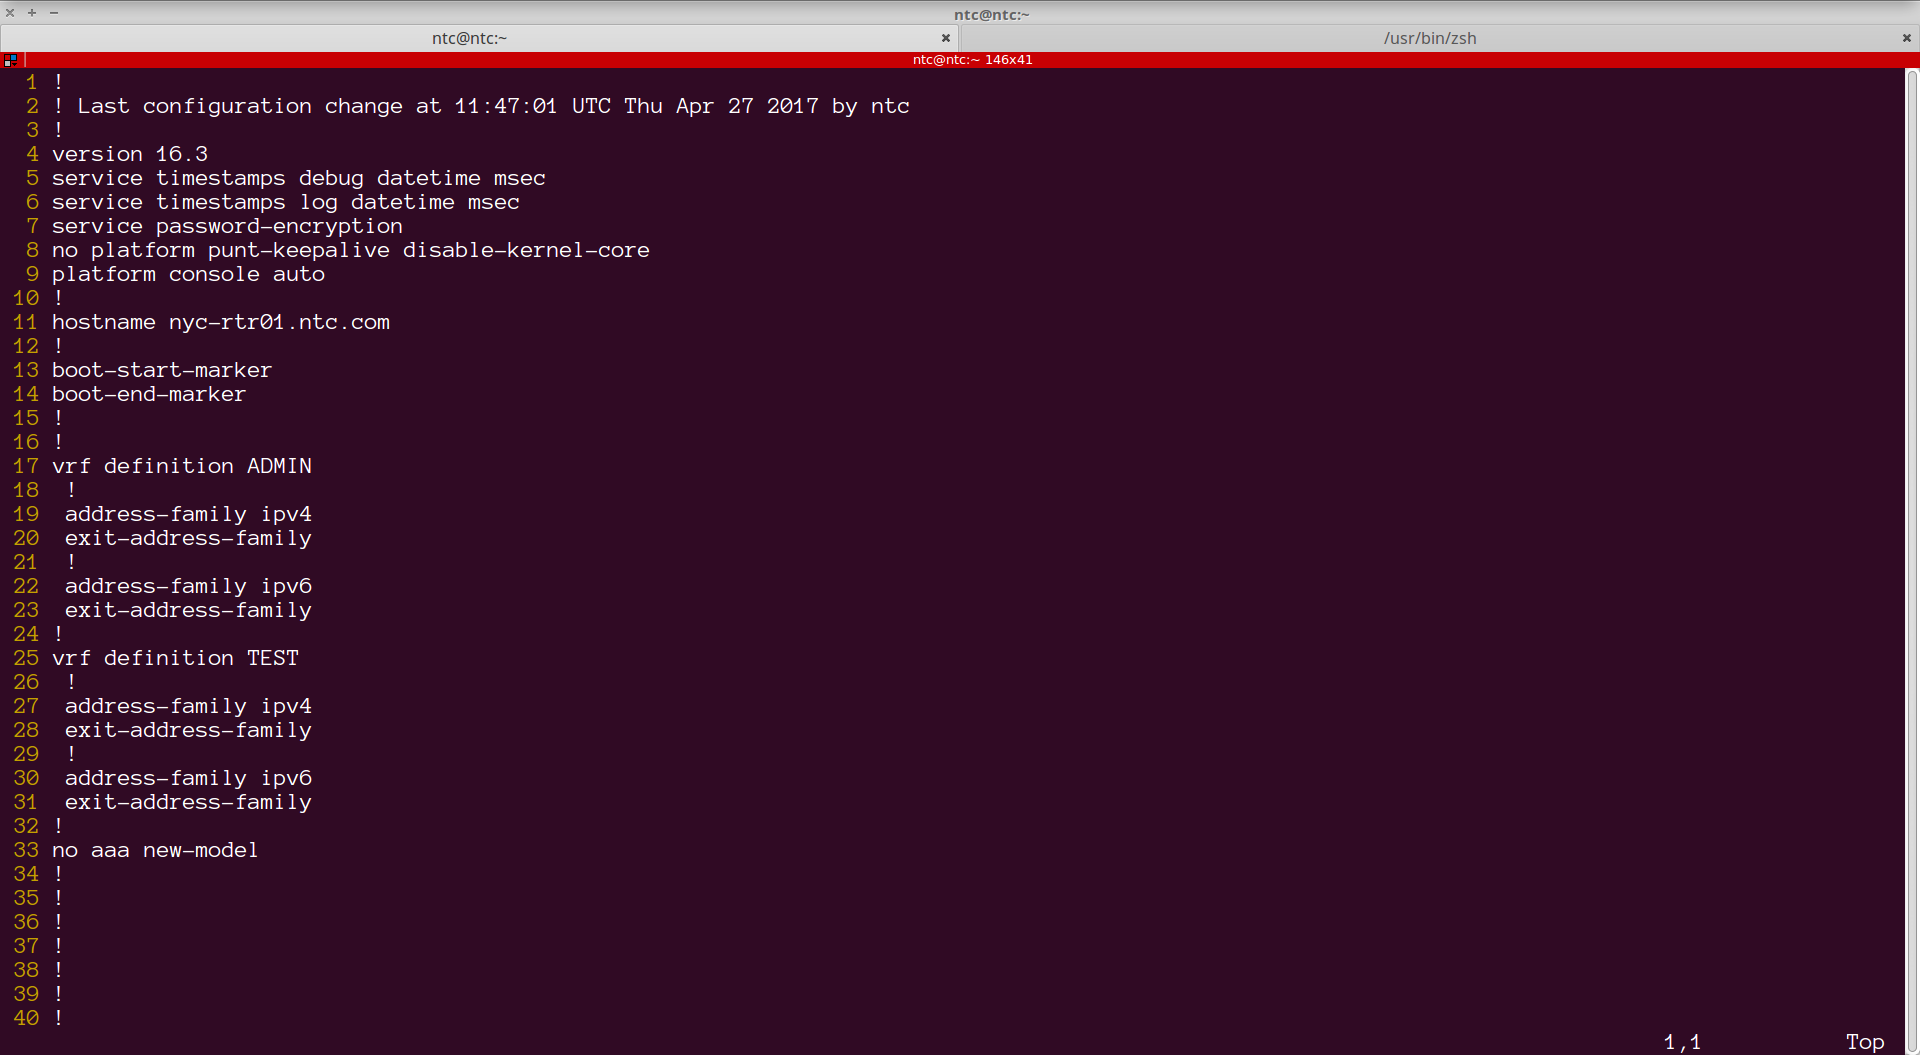 ntc@ntc:~
ntc@ntc:~
/usr/bin/zsh
ntc@ntc:~ 146x41
1 !
2 ! Last configuration change at 11:47:01 UTC Thu Apr 27 2017 by ntc
3 !
4 version 16.3
5 service timestamps debug datetime msec
6 service timestamps log datetime msec
7 service password-encryption
8 no platform punt-keepalive disable-kernel-core
9 platform console auto
10 !
11 hostname nyc-rtr01.ntc.com
12 !
13 boot-start-marker
14 boot-end-marker
15 !
16 !
17 vrf definition ADMIN
18  !
19  address-family ipv4
20  exit-address-family
21  !
22  address-family ipv6
23  exit-address-family
24 !
25 vrf definition TEST
26  !
27  address-family ipv4
28  exit-address-family
29  !
30  address-family ipv6
31  exit-address-family
32 !
33 no aaa new-model
34 !
35 !
36 !
37 !
38 !
39 !
40 !
1,1 Top